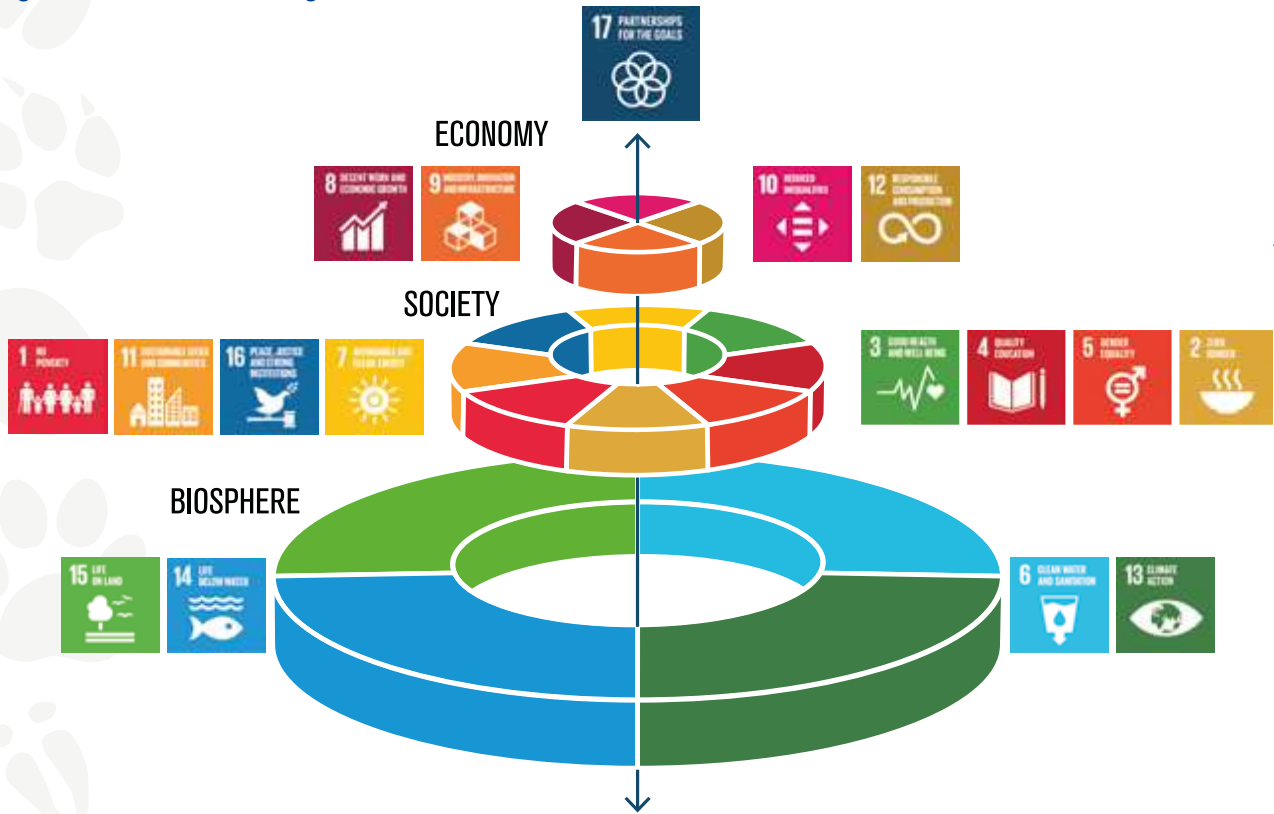 17 PARTNERSHIPS
FOR THE GOALS
ECONOMY
8 DECENT WORK AND
ECONOMIC GROWTH
9 INDUSTRY, INNOVATION
AND INFRASTRUCTURE
10 REDUCED
INEQUALITIES
12 RESPONSIBLE
CONSUMPTION
AND PRODUCTION
SOCIETY
1 NO
POVERTY
11 SUSTAINABLE CITIES
AND COMMUNITIES
16 PEACE, JUSTICE
AND STRONG
INSTITUTIONS
7 AFFORDABLE AND
CLEAN ENERGY
3 GOOD HEALTH
AND WELL BEING
4 QUALITY
EDUCATION
5 GENDER
EQUALITY
2 ZERO
HUNGER
BIOSPHERE
15 LIFE
ON LAND
14 LIFE
BELOW WATER
6 CLEAN WATER
AND SANITATION
13 CLIMATE
ACTION